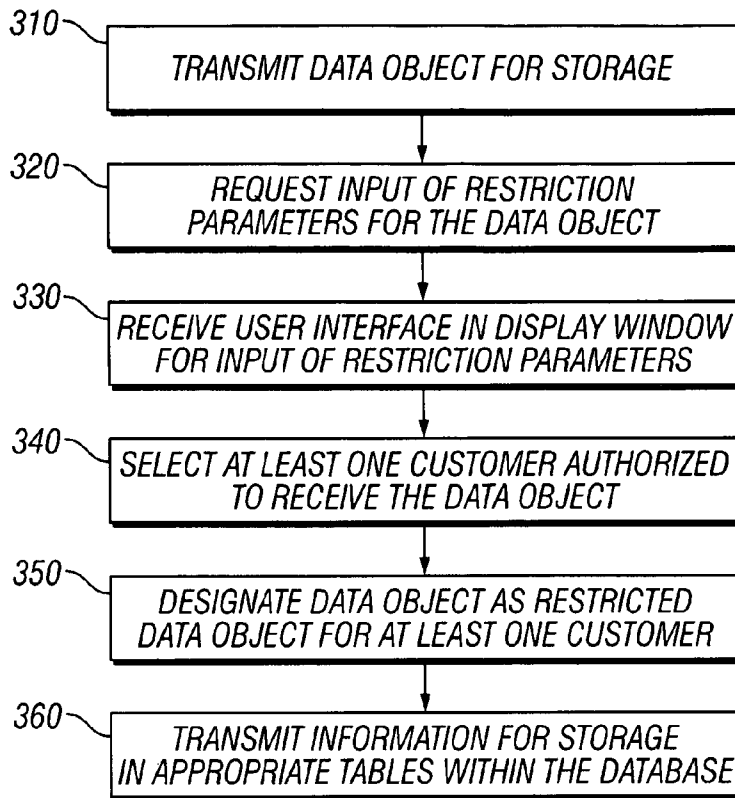 310
TRANSMIT DATA OBJECT FOR STORAGE
320
REQUEST INPUT OF RESTRICTION
PARAMETERS FOR THE DATA OBJECT
330
RECEIVE USER INTERFACE IN DISPLAY WINDOW
FOR INPUT OF RESTRICTION PARAMETERS
340
SELECT AT LEAST ONE CUSTOMER AUTHORIZED
TO RECEIVE THE DATA OBJECT
350
DESIGNATE DATA OBJECT AS RESTRICTED
DATA OBJECT FOR AT LEAST ONE CUSTOMER
360
TRANSMIT INFORMATION FOR STORAGE
IN APPROPRIATE TABLES WITHIN THE DATABASE